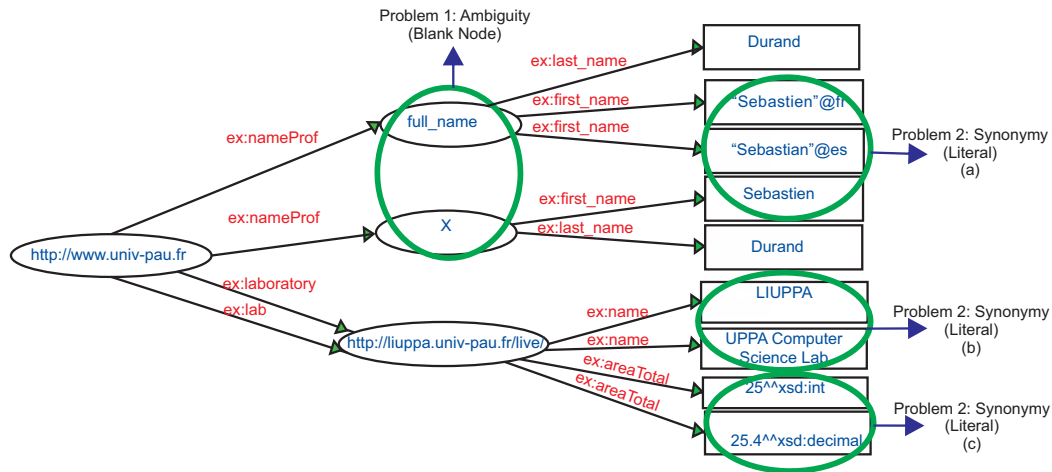 Problem 1: Ambiguity
(Blank Node)
Durand
ex:last_name
ex:first_name
"Sebastien"@fr
full_name
ex:first_name
ex:nameProf
"Sebastian"@es
Problem 2: Synonymy
(Literal)
(a)
Sebastien
ex:first_name
ex:nameProf
X
ex:last_name
Durand
http://www.univ-pau.fr
ex:laboratory
ex:lab
LIUPPA
ex:name
http://liuppa.univ-pau.fr/live/
ex:name
UPPA Computer
Science Lab
Problem 2: Synonymy
(Literal)
(b)
ex:areaTotal
25^^xsd:int
ex:areaTotal
25.4^^xsd:decimal
Problem 2: Synonymy
(Literal)
(c)